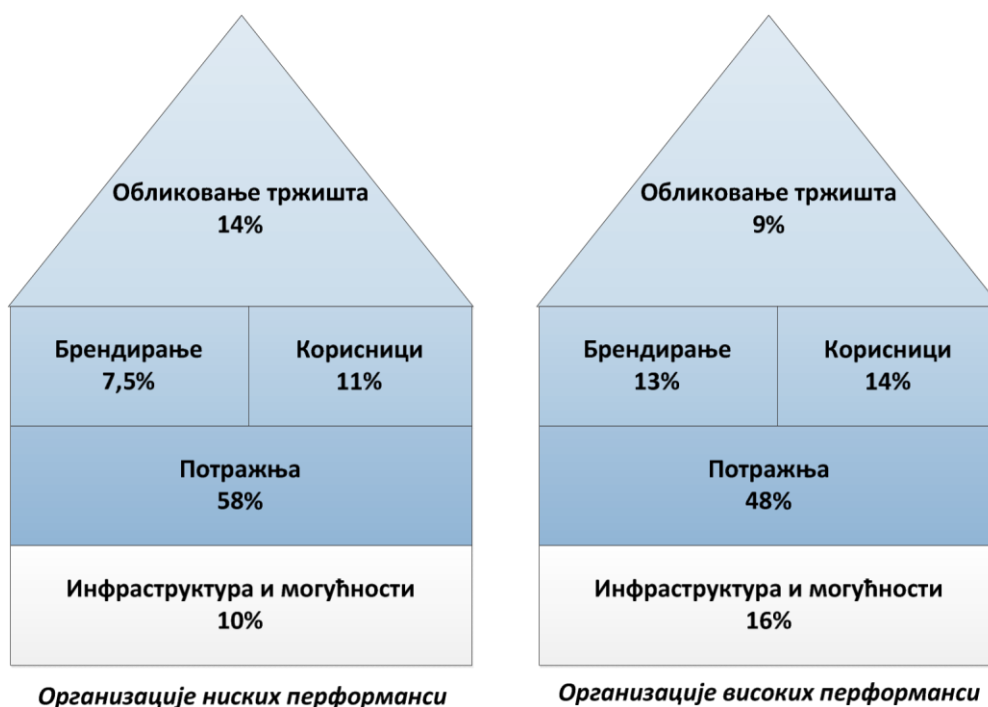 Обликовање тржишта
14%
Брендирање
7,5%
Корисници
11%
Потражња
58%
Инфраструктура и могућности
10%
Организације ниских перформанси
Обликовање тржишта
9%
Брендирање
13%
Корисници
14%
Потражња
48%
Инфраструктура и могућности
16%
Организације високих перформанси